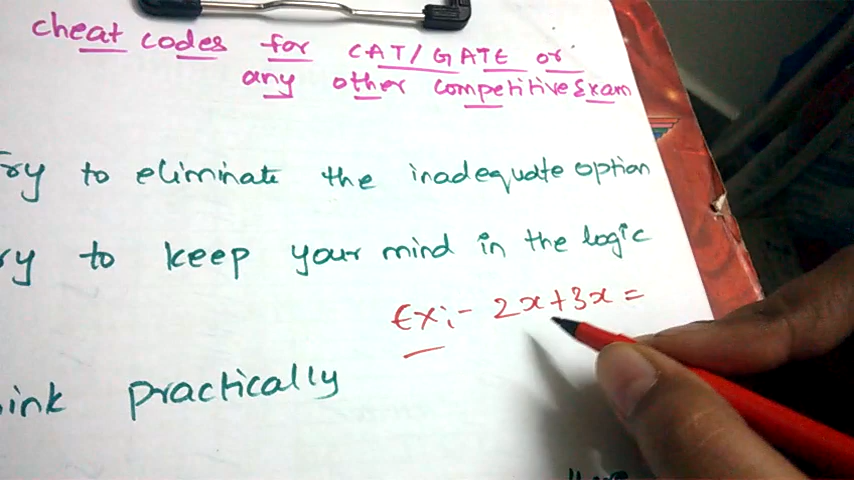 cheat codes for CAT/GATE or
any other competitive Exam
to eliminate the inadequate option
to keep your mind in the logic
Ex:- 2x+3x=
practically